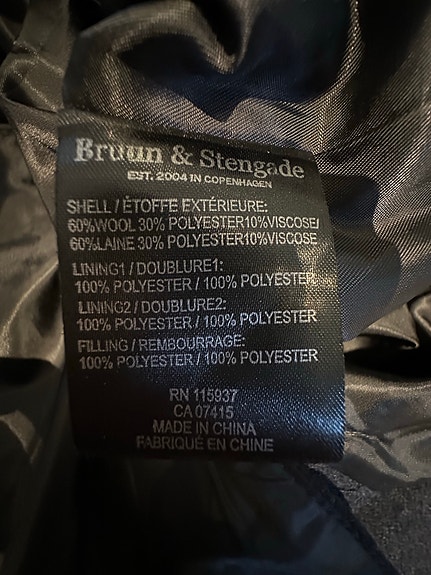 Bruun & Stengade
EST. 2004 IN COPENHAGEN
SHELL / ÉTOFFE EXTÉRIEURE:
60%WOOL 30% POLYESTER10%VISCOSE/
60%LAINE 30% POLYESTER10%VISCOSE
LINING1 / DOUBLURE1:
100% POLYESTER / 100% POLYESTER
LINING2 / DOUBLURE2:
100% POLYESTER / 100% POLYESTER
FILLING / REMBOURRAGE:
100% POLYESTER / 100% POLYESTER
RN 115937
CA 07415
MADE IN CHINA
FABRIQUÉ EN CHINE